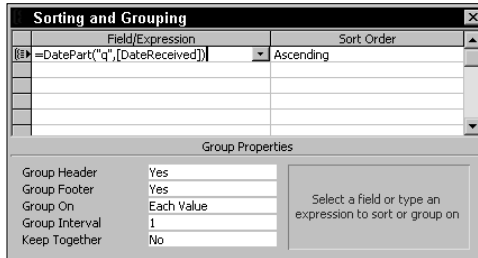 Sorting and Grouping
Field/Expression Sort Order
=DatePart("q",[DateReceived]) Ascending
Group Properties
Group Header Yes
Group Footer Yes
Group On Each Value
Group Interval 1
Keep Together No
Select a field or type an
expression to sort or group on